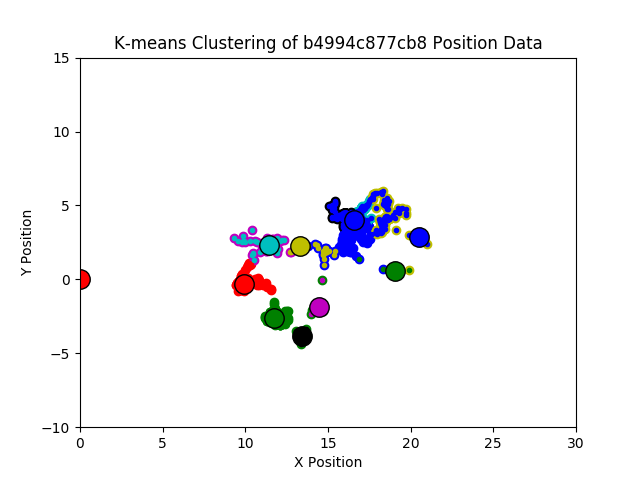 K-means Clustering of b4994c877cb8 Position Data
15
10
5
0
−5
−10
Y Position
0 5 10 15 20 25 30
X Position